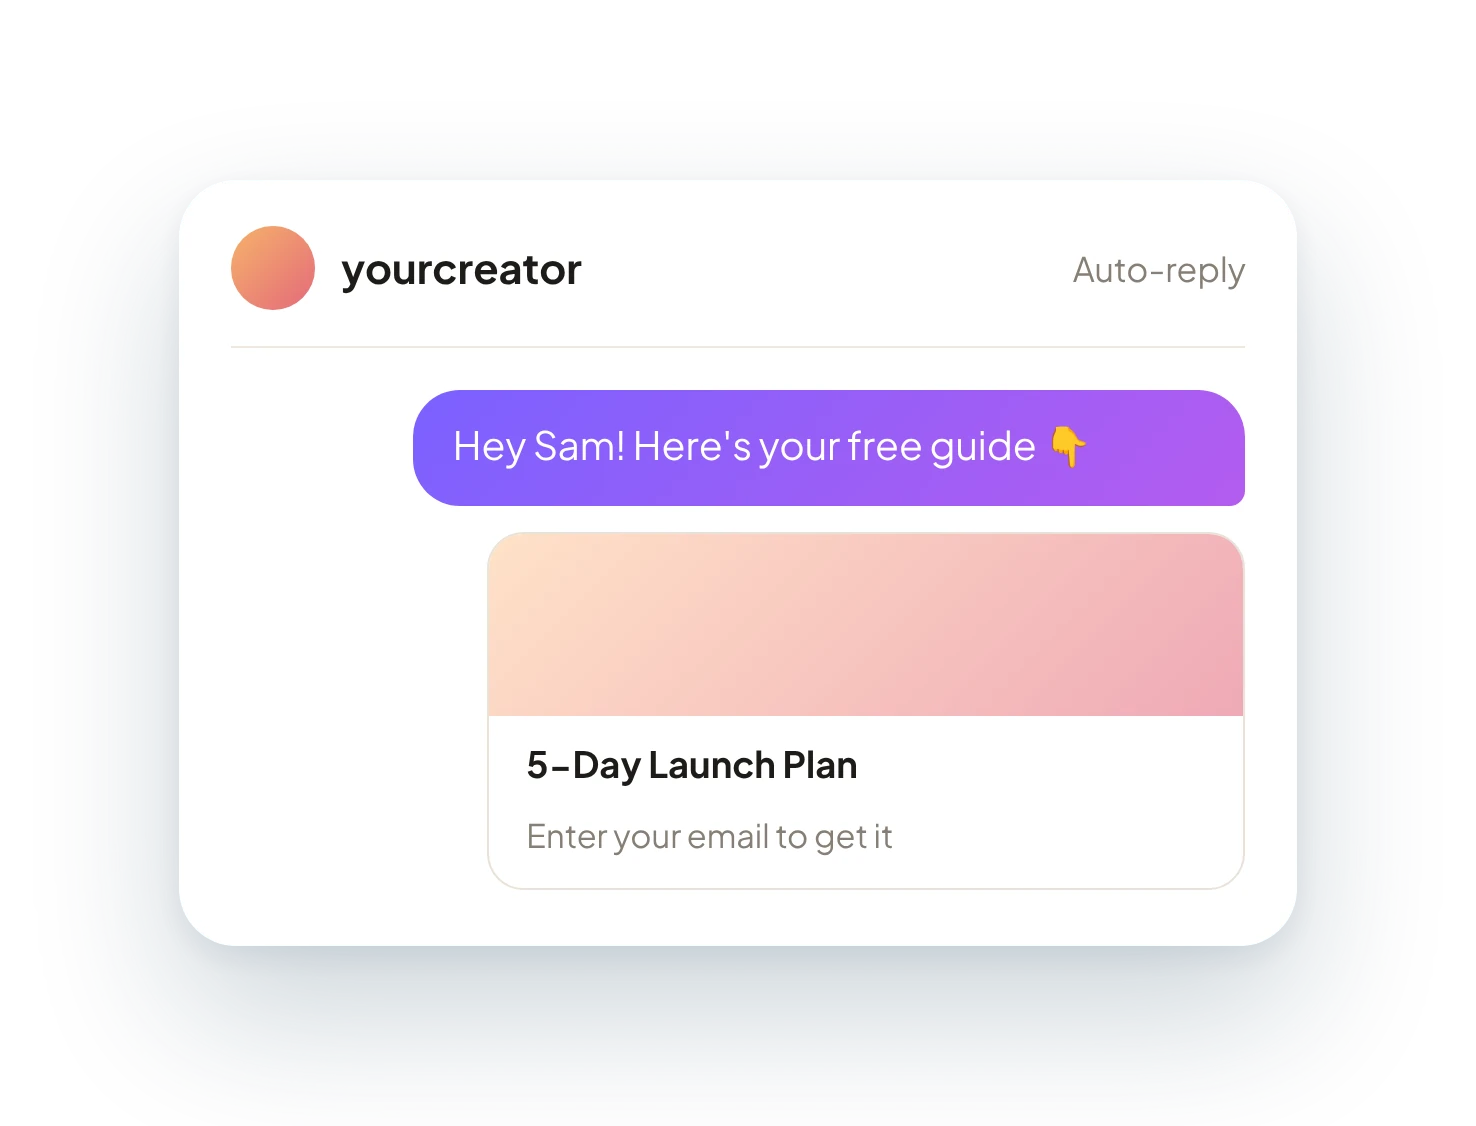 yourcreator
Auto-reply
Hey Sam! Here's your free guide 👇
5-Day Launch Plan
Enter your email to get it